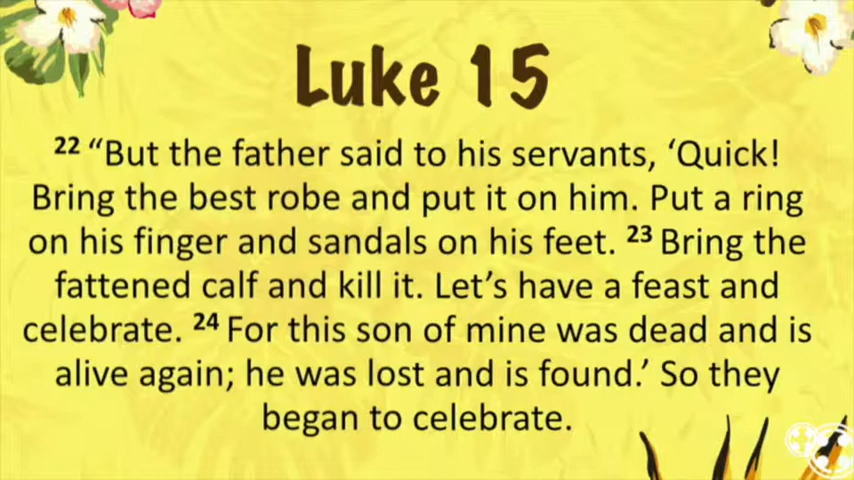 Luke 15
22 “But the father said to his servants, ‘Quick!
Bring the best robe and put it on him. Put a ring
on his finger and sandals on his feet. 23 Bring the
fattened calf and kill it. Let’s have a feast and
celebrate. 24 For this son of mine was dead and is
alive again; he was lost and is found.’ So they
began to celebrate.